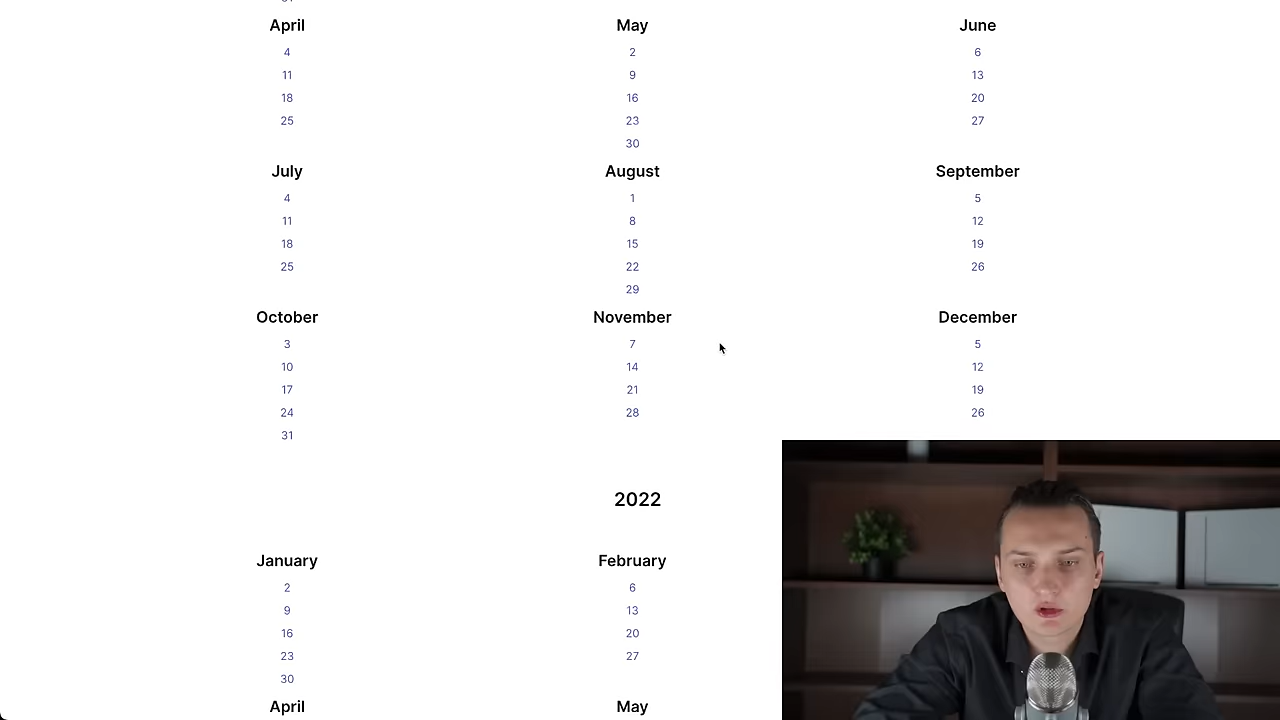 April May June
4 2 6
11 9 13
18 16 20
25 23 27
30
July August September
4 1 5
11 8 12
18 15 19
25 22 26
29
October November December
3 7 5
10 14 12
17 21 19
24 28 26
31
2022
January February
2 6
9 13
16 20
23 27
30
April May